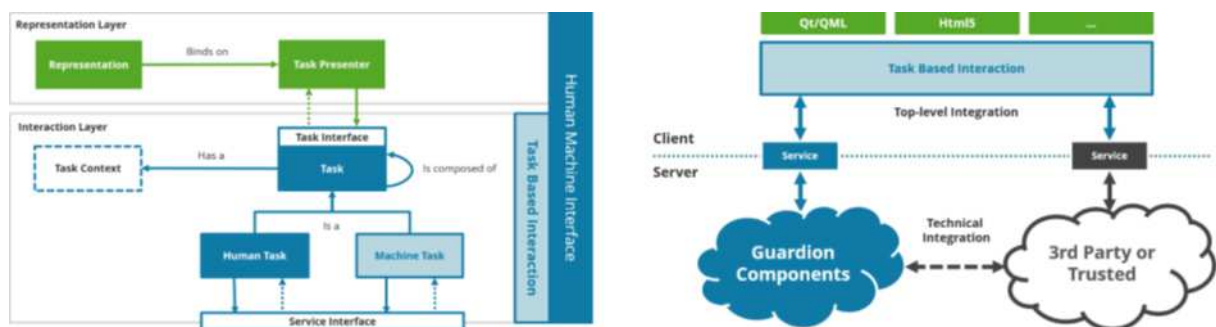 Representation Layer
Representation
Binds on
Task Presenter
Interaction Layer
Task Interface
Task Context
Has a
Task
Is composed of
Is a
Human Task
Machine Task
Service Interface
Task Based Interaction
Human Machine Interface
Qt/QML
Html5
...
Task Based Interaction
Top-level Integration
Client
Service
Service
Server
Technical
Integration
Guardion
Components
3rd Party or
Trusted